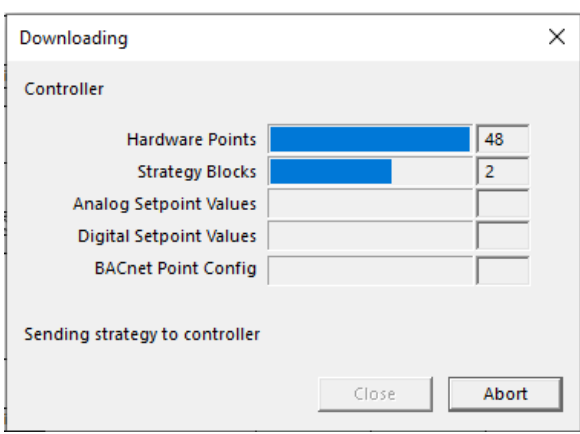 Downloading
Controller
Hardware Points 48
Strategy Blocks 2
Analog Setpoint Values
Digital Setpoint Values
BACnet Point Config
Sending strategy to controller
Close Abort